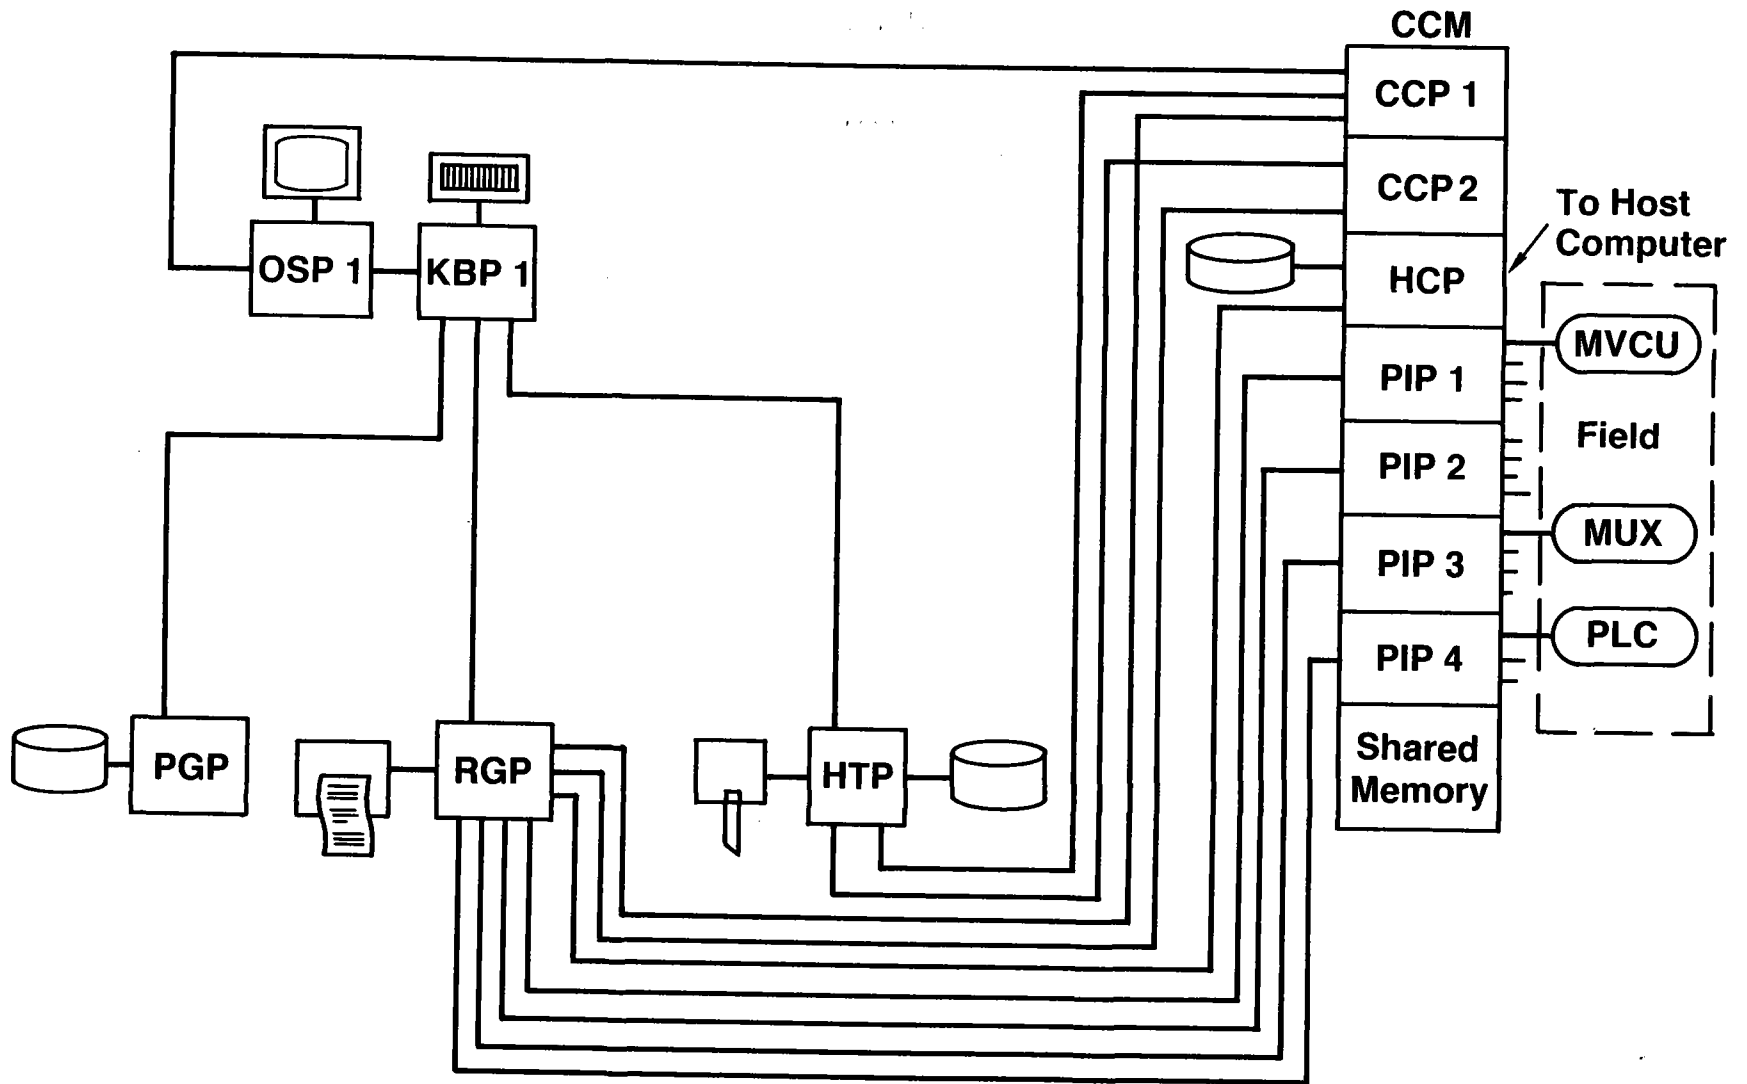 CCM
CCP 1
CCP 2
To Host
Computer
OSP 1
KBP 1
HCP
MVCU
PIP 1
Field
PIP 2
MUX
PIP 3
PLC
PIP 4
Shared
Memory
PGP
RGP
HTP